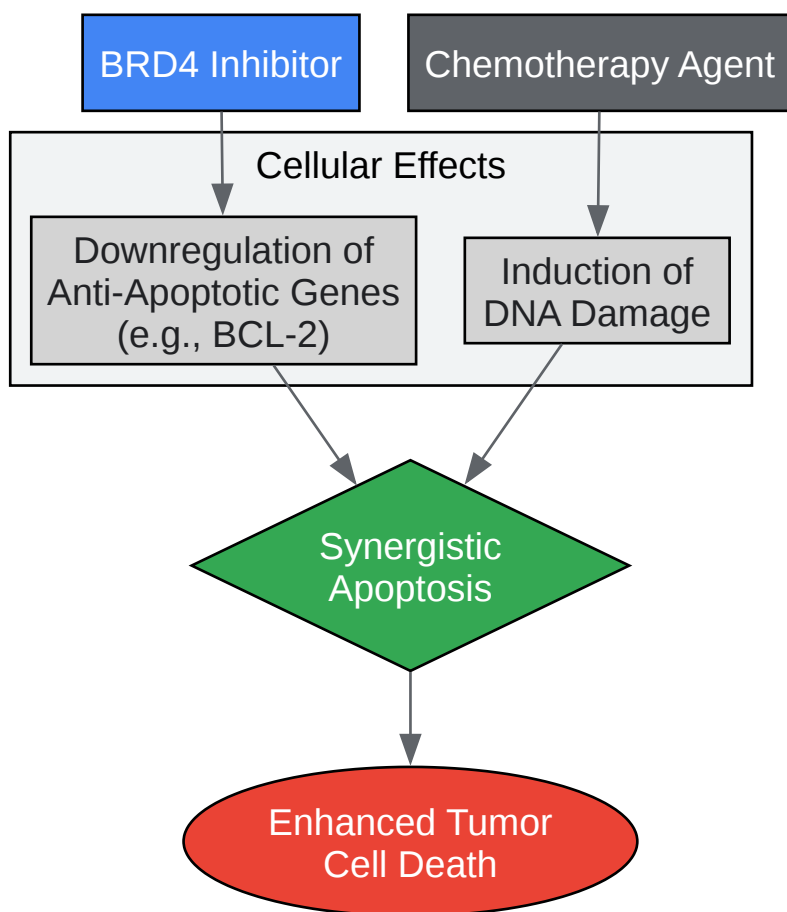 BRD4 Inhibitor
Chemotherapy Agent
Cellular Effects
Downregulation of
Anti-Apoptotic Genes
(e.g., BCL-2)
Induction of
DNA Damage
Synergistic
Apoptosis
Enhanced Tumor
Cell Death